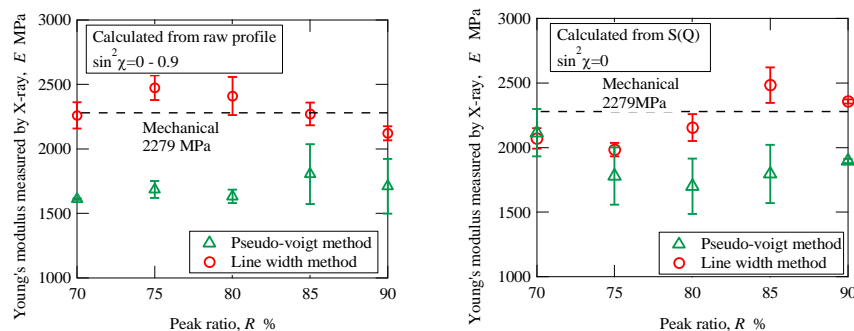 Young's modulus measured by X-ray, E MPa
3000
2500
2000
1500
1000
Calculated from raw profile
sin²χ=0 - 0.9
Mechanical
2279 MPa
Pseudo-voigt method
Line width method
70
75
80
85
90
Peak ratio, R %
Young's modulus measured by X-ray, E MPa
3000
2500
2000
1500
1000
Calculated from S(Q)
sin²χ=0
Mechanical
2279MPa
Pseudo-voigt method
Line width method
70
75
80
85
90
Peak ratio, R %